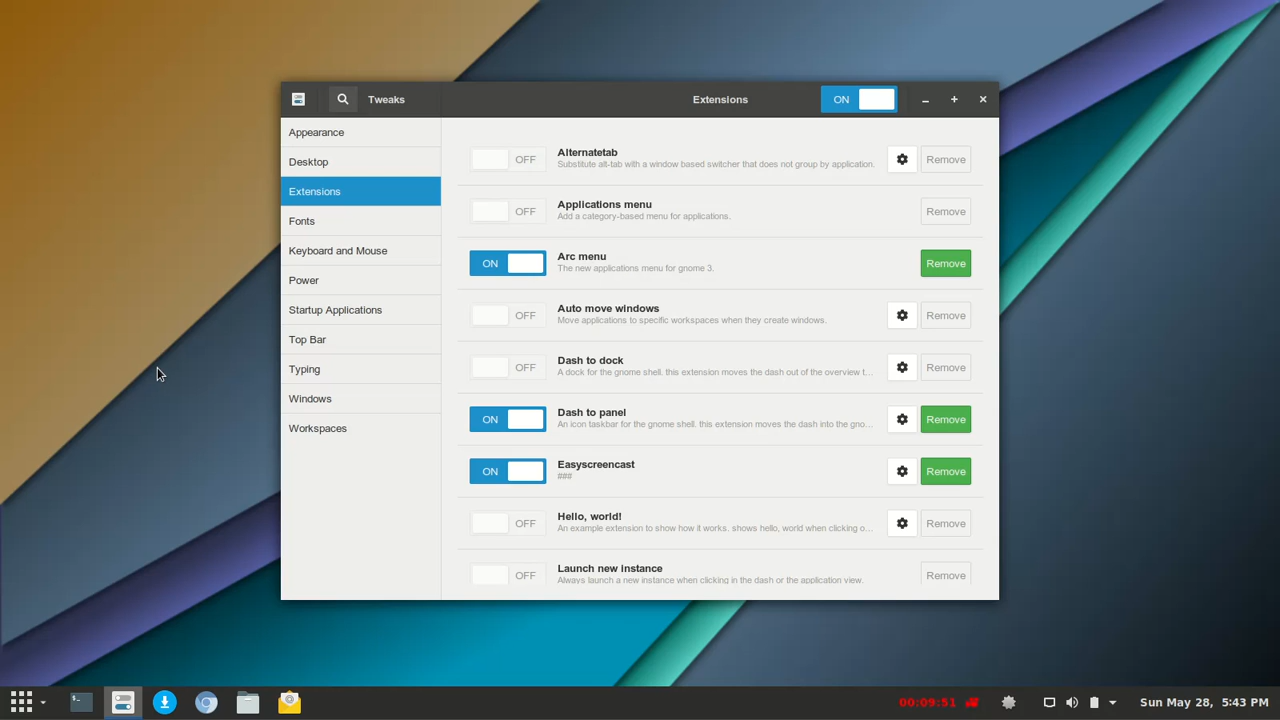 Tweaks
Extensions
ON
Appearance
Desktop
Extensions
Fonts
Keyboard and Mouse
Power
Startup Applications
Top Bar
Typing
Windows
Workspaces
OFF
Alternatetab
Substitute alt-tab with a window based switcher that does not group by application.
Remove
OFF
Applications menu
Add a category-based menu for applications.
Remove
ON
Arc menu
The new applications menu for gnome 3.
Remove
OFF
Auto move windows
Move applications to specific workspaces when they create windows.
Remove
OFF
Dash to dock
A dock for the gnome shell. this extension moves the dash out of the overview t...
Remove
ON
Dash to panel
An icon taskbar for the gnome shell. this extension moves the dash into the gno...
Remove
ON
Easyscreencast
###
Remove
OFF
Hello, world!
An example extension to show how it works. shows hello, world when clicking o...
Remove
OFF
Launch new instance
Always launch a new instance when clicking in the dash or the application view.
Remove
00:09:51
Sun May 28, 5:43 PM